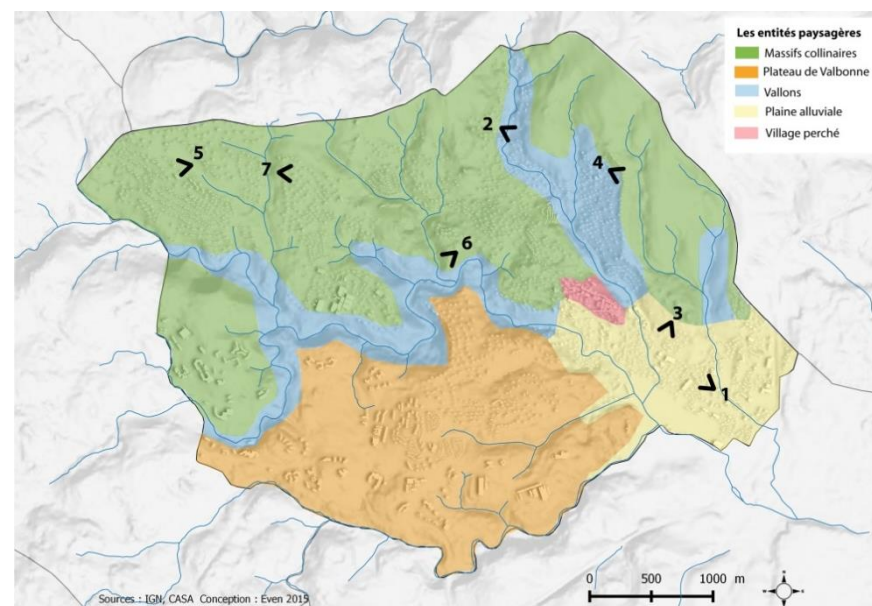 Les entités paysagères
Massifs collinaires
Plateau de Valbonne
Vallons
Plaine alluviale
Village perché
2
5
7
4
6
3
1
0 500 1000 m
Sources : IGN, CASA Conception : Even 2015